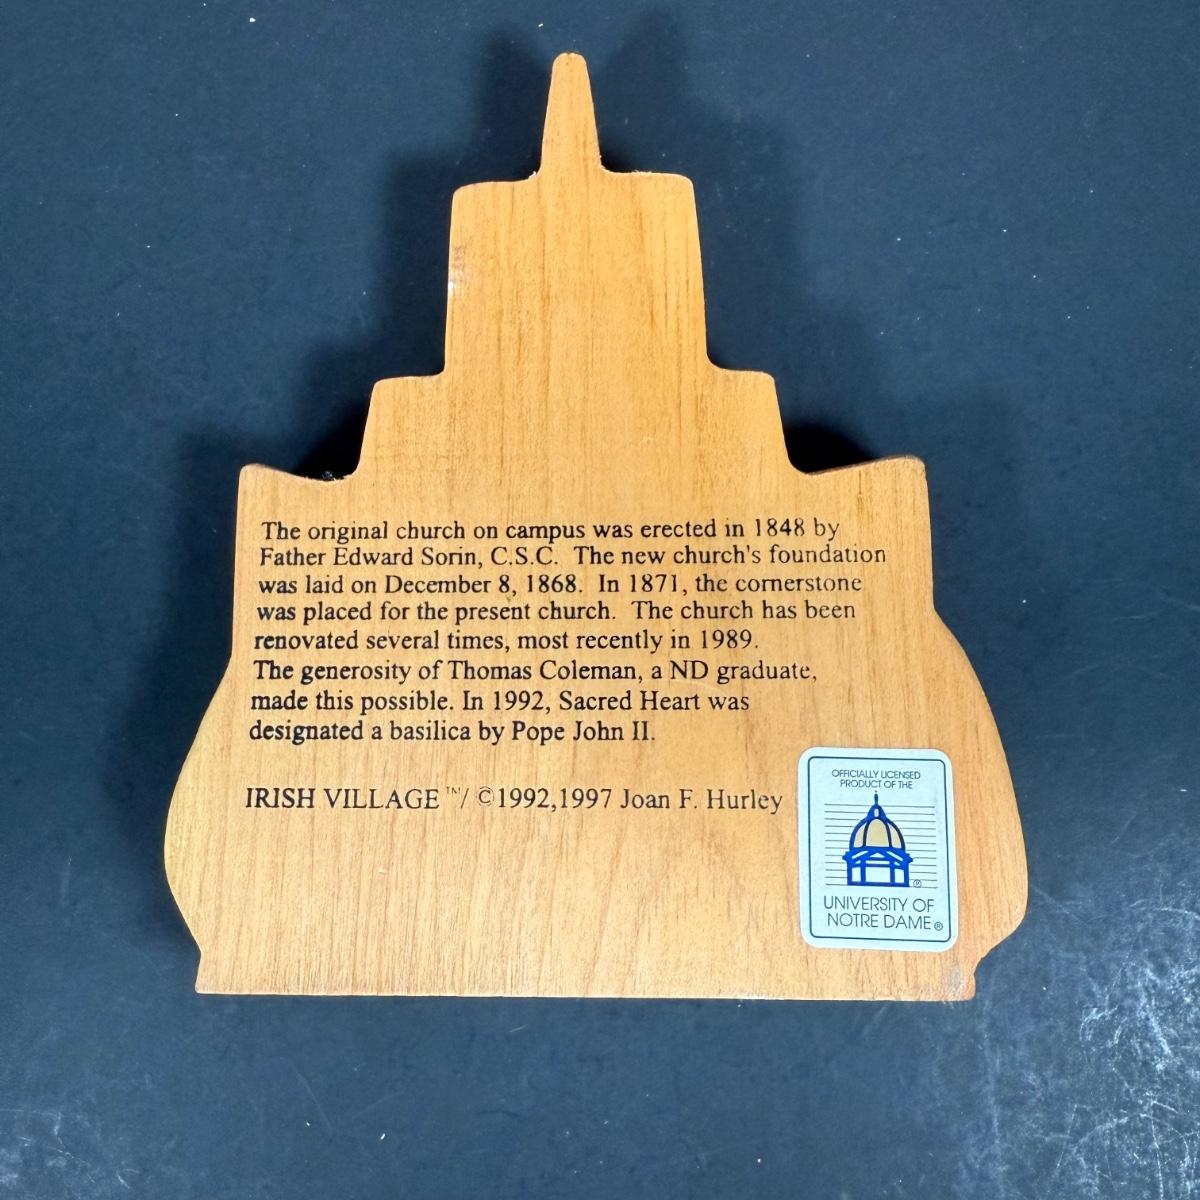 The original church on campus was erected in 1848 by
Father Edward Sorin, C.S.C. The new church's foundation
was laid on December 8, 1868. In 1871, the cornerstone
was placed for the present church. The church has been
renovated several times, most recently in 1989.
The generosity of Thomas Coleman, a ND graduate,
made this possible. In 1992, Sacred Heart was
designated a basilica by Pope John II.
IRISH VILLAGE™/ ©1992,1997 Joan F. Hurley
OFFICIALLY LICENSED
PRODUCT OF THE
®
UNIVERSITY OF
NOTRE DAME®